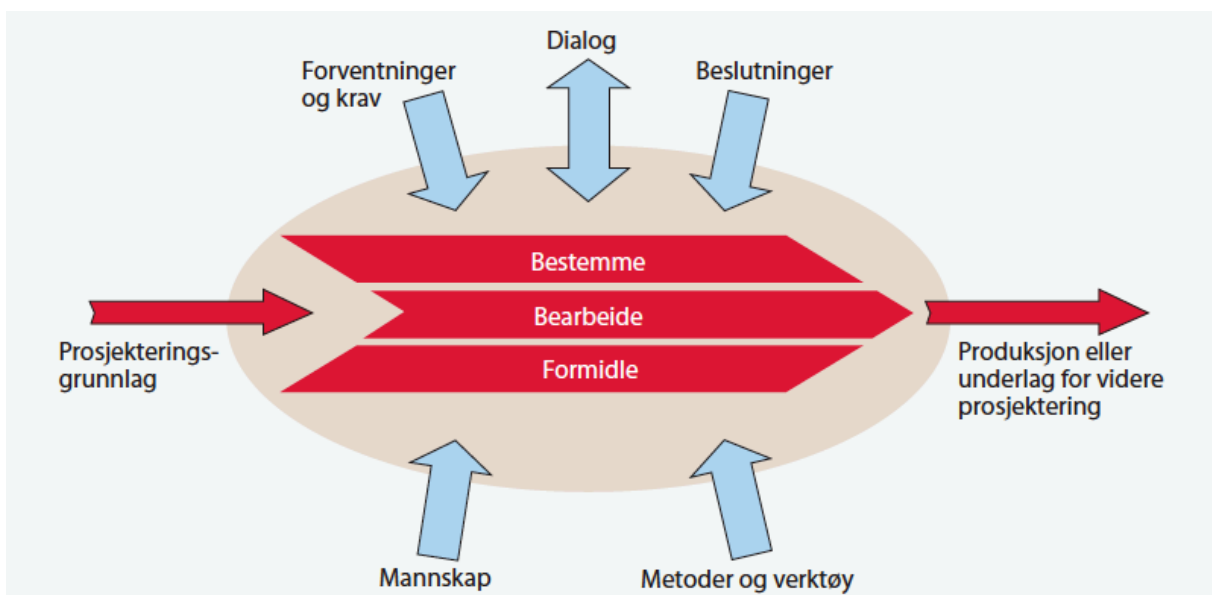 Dialog
Forventninger
og krav
Beslutninger
Bestemme
Bearbeide
Formidle
Prosjekterings-
grunnlag
Produksjon eller
underlag for videre
prosjektering
Mannskap
Metoder og verktøy